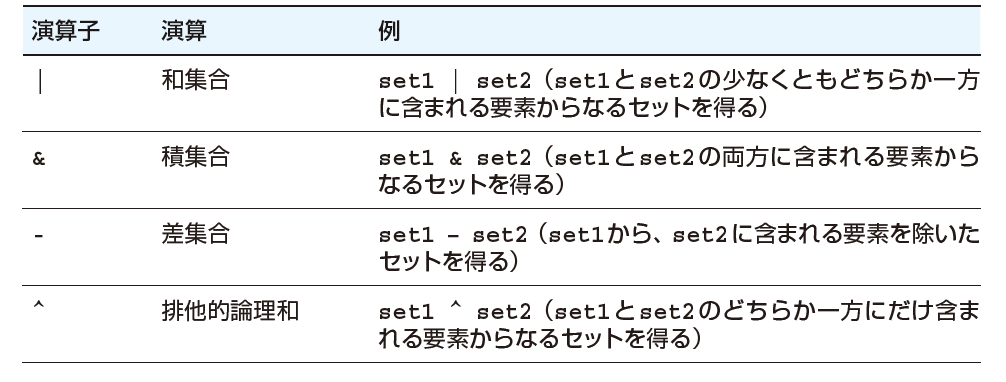 演算子 演算 例
| 和集合 set1 | set2（set1とset2の少なくともどちらか一方
に含まれる要素からなるセットを得る）
& 積集合 set1 & set2（set1とset2の両方に含まれる要素から
なるセットを得る）
- 差集合 set1 – set2（set1から、set2に含まれる要素を除いた
セットを得る）
^ 排他的論理和 set1 ^ set2（set1とset2のどちらか一方にだけ含ま
れる要素からなるセットを得る）